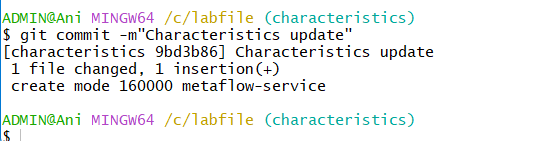 ADMIN@Ani MINGW64 /c/labfile (characteristics)
$ git commit -m"Characteristics update"
[characteristics 9bd3b86] Characteristics update
 1 file changed, 1 insertion(+)
 create mode 160000 metaflow-service
ADMIN@Ani MINGW64 /c/labfile (characteristics)
$